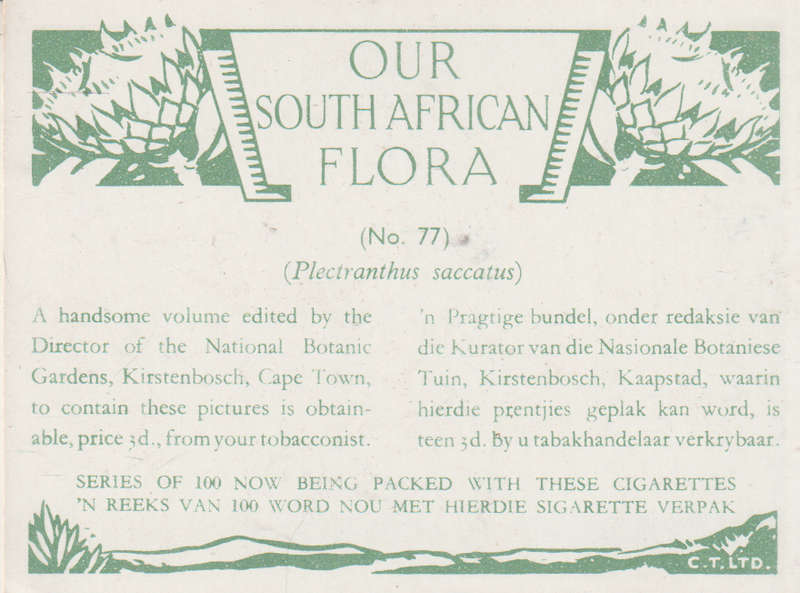 OUR
SOUTH AFRICAN
FLORA
(No. 77)
(Plectranthus saccatus)
A handsome volume edited by the
Director of the National Botanic
Gardens, Kirstenbosch, Cape Town,
to contain these pictures is obtain-
able, price 3d., from your tobacconist.
'n Pragtige bundel, onder redaksie van
die Kurator van die Nasionale Botaniese
Tuin, Kirstenbosch, Kaapstad, waarin
hierdie prentjies geplak kan word, is
teen 3d. By u tabakhandelaar verkrybaar.
SERIES OF 100 NOW BEING PACKED WITH THESE CIGARETTES
'N REEKS VAN 100 WORD NOU MET HIERDIE SIGARETTE VERPAK
C.T. LTD.